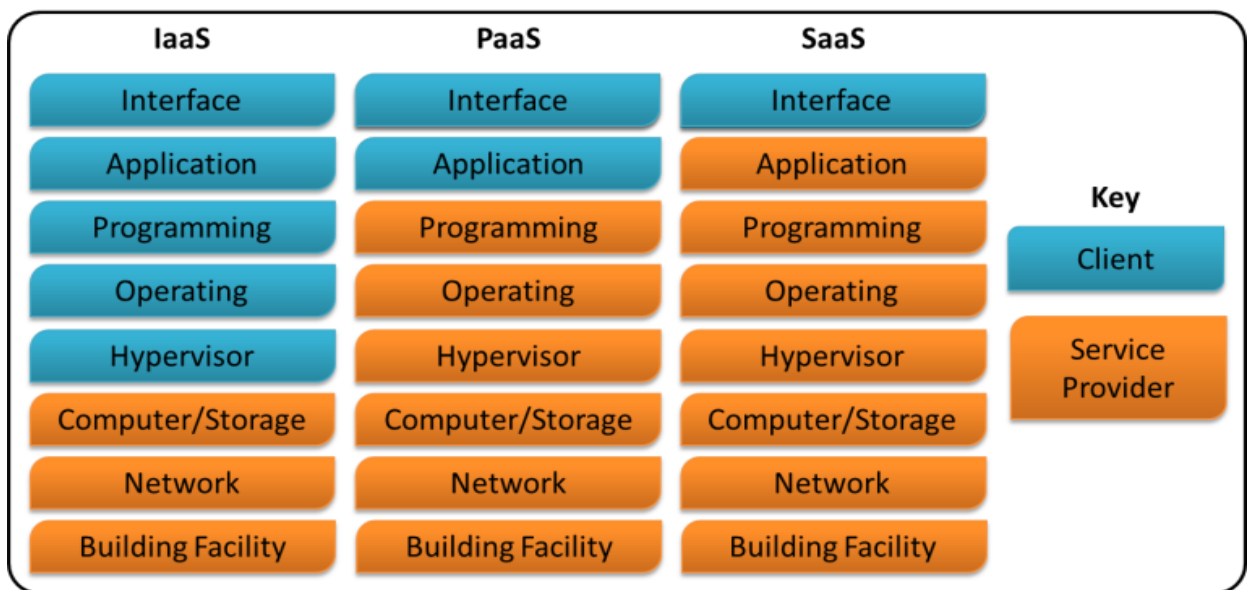 IaaS
Interface
Application
Programming
Operating
Hypervisor
Computer/Storage
Network
Building Facility
PaaS
Interface
Application
Programming
Operating
Hypervisor
Computer/Storage
Network
Building Facility
SaaS
Interface
Application
Programming
Operating
Hypervisor
Computer/Storage
Network
Building Facility
Key
Client
Service
Provider